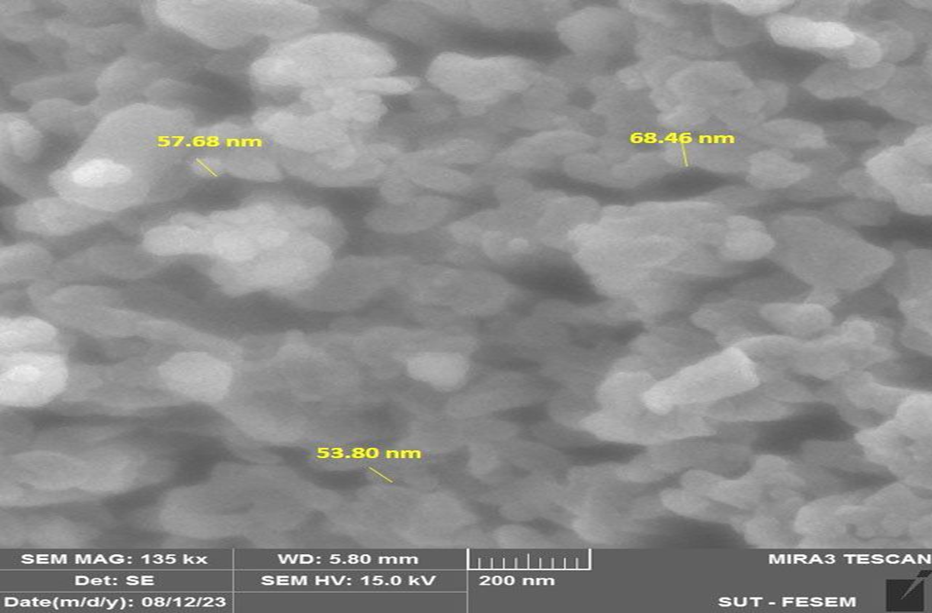 57.68 nm
68.46 nm
53.80 nm
SEM MAG: 135 kx
WD: 5.80 mm
MIRA3 TESCAN
Det: SE
SEM HV: 15.0 kV
200 nm
Date(m/d/y): 08/12/23
SUT - FESEM